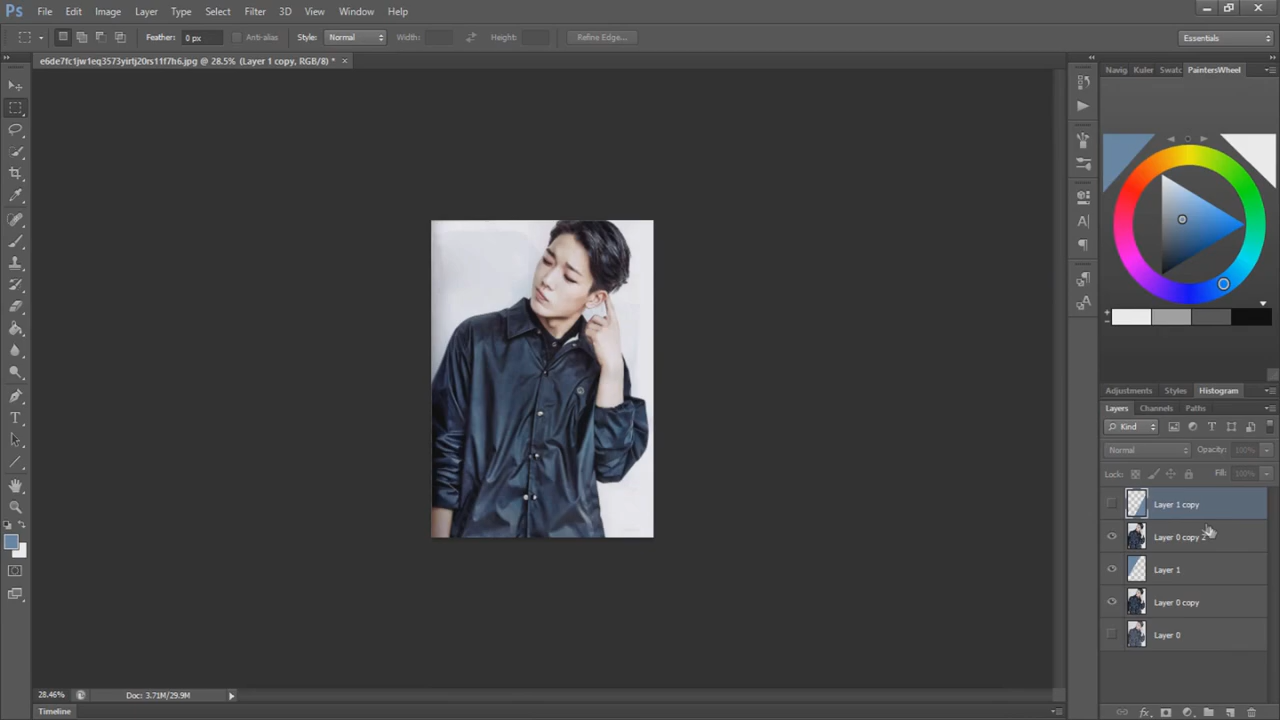 Ps File Edit Image Layer Type Select Filter 3D View Window Help
Feather: 0 px Anti-alias Style: Normal Width: Height: Refine Edge... Essentials
e6de7fc1jw1eq3573yirtj20rs11f7h6.jpg @ 28.5% (Layer 1 copy, RGB/8) *
Navig Kuler Swatc PaintersWheel
Adjustments Styles Histogram
Layers Channels Paths
Kind
Normal Opacity: 100%
Lock: Fill: 100%
Layer 1 copy
Layer 0 copy 2
Layer 1
Layer 0 copy
Layer 0
28.46% Doc: 3.71M/29.9M
Timeline